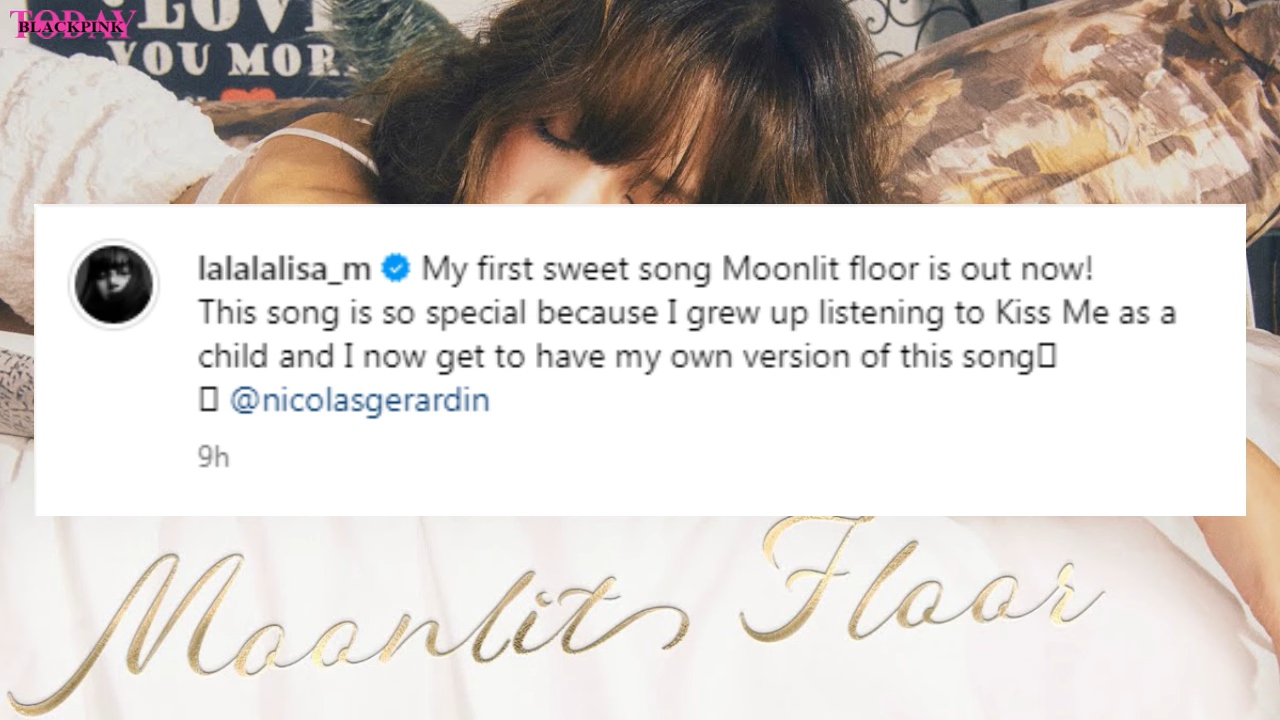 TODAY
BLACKPINK
LOVE
YOU MORE
lalalalisa_m My first sweet song Moonlit floor is out now!
This song is so special because I grew up listening to Kiss Me as a
child and I now get to have my own version of this song
@nicolasgerardin
9h
Moonlit Floor